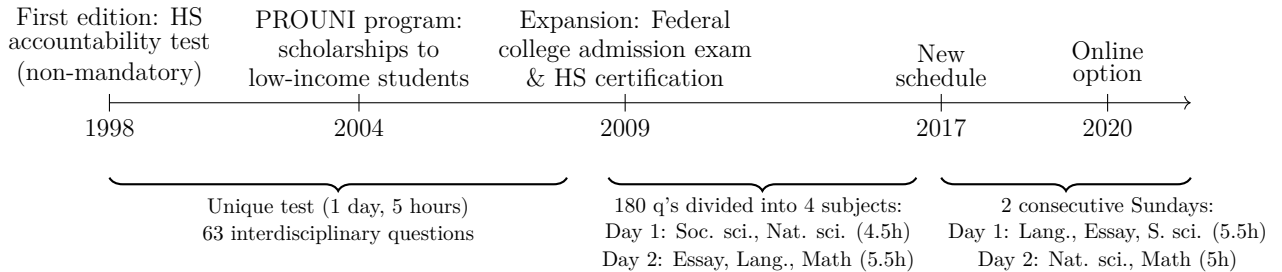 First edition: HS
accountability test
(non-mandatory)
PROUNI program:
scholarships to
low-income students
Expansion: Federal
college admission exam
& HS certification
New
schedule
Online
option
1998
2004
2009
2017
2020
Unique test (1 day, 5 hours)
63 interdisciplinary questions
180 q's divided into 4 subjects:
Day 1: Soc. sci., Nat. sci. (4.5h)
Day 2: Essay, Lang., Math (5.5h)
2 consecutive Sundays:
Day 1: Lang., Essay, S. sci. (5.5h)
Day 2: Nat. sci., Math (5h)